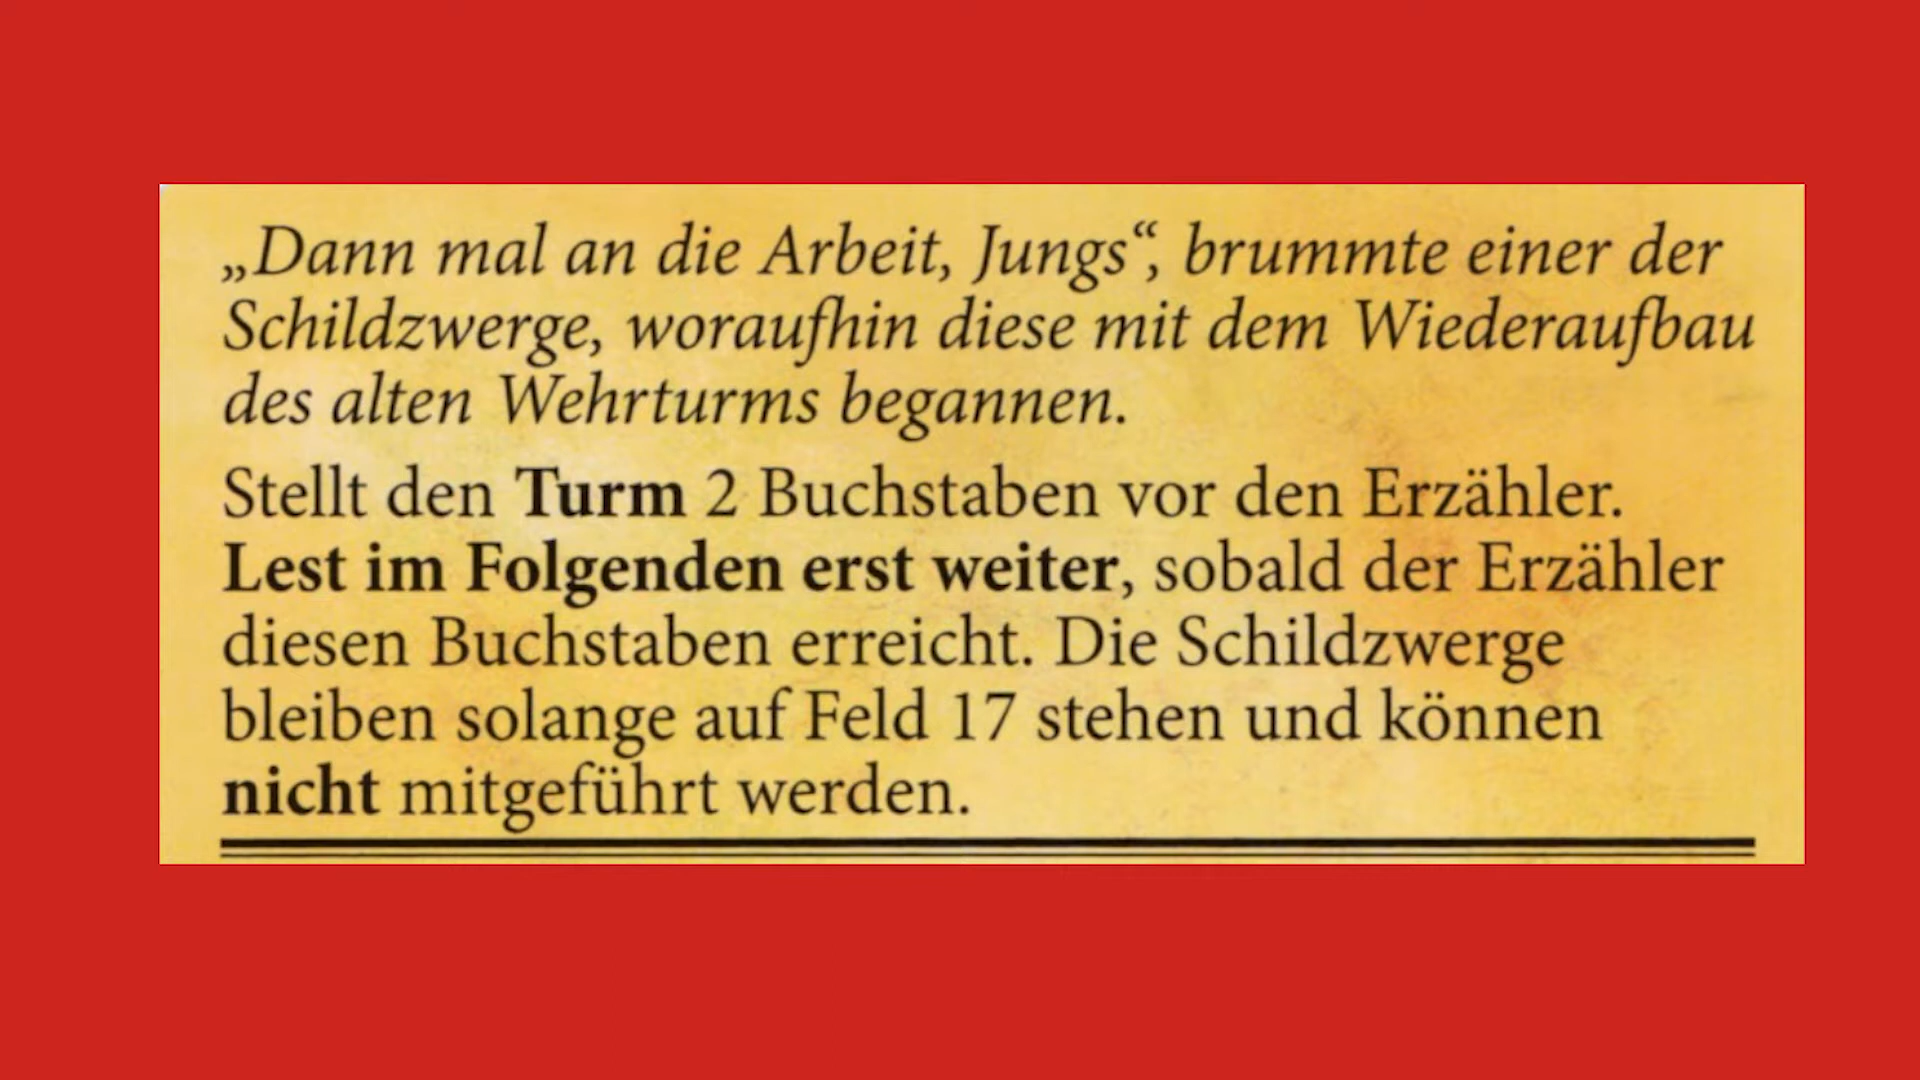 „Dann mal an die Arbeit, Jungs“, brummte einer der
Schildzwerge, woraufhin diese mit dem Wiederaufbau
des alten Wehrturms begannen.
Stellt den Turm 2 Buchstaben vor den Erzähler.
Lest im Folgenden erst weiter, sobald der Erzähler
diesen Buchstaben erreicht. Die Schildzwerge
bleiben solange auf Feld 17 stehen und können
nicht mitgeführt werden.